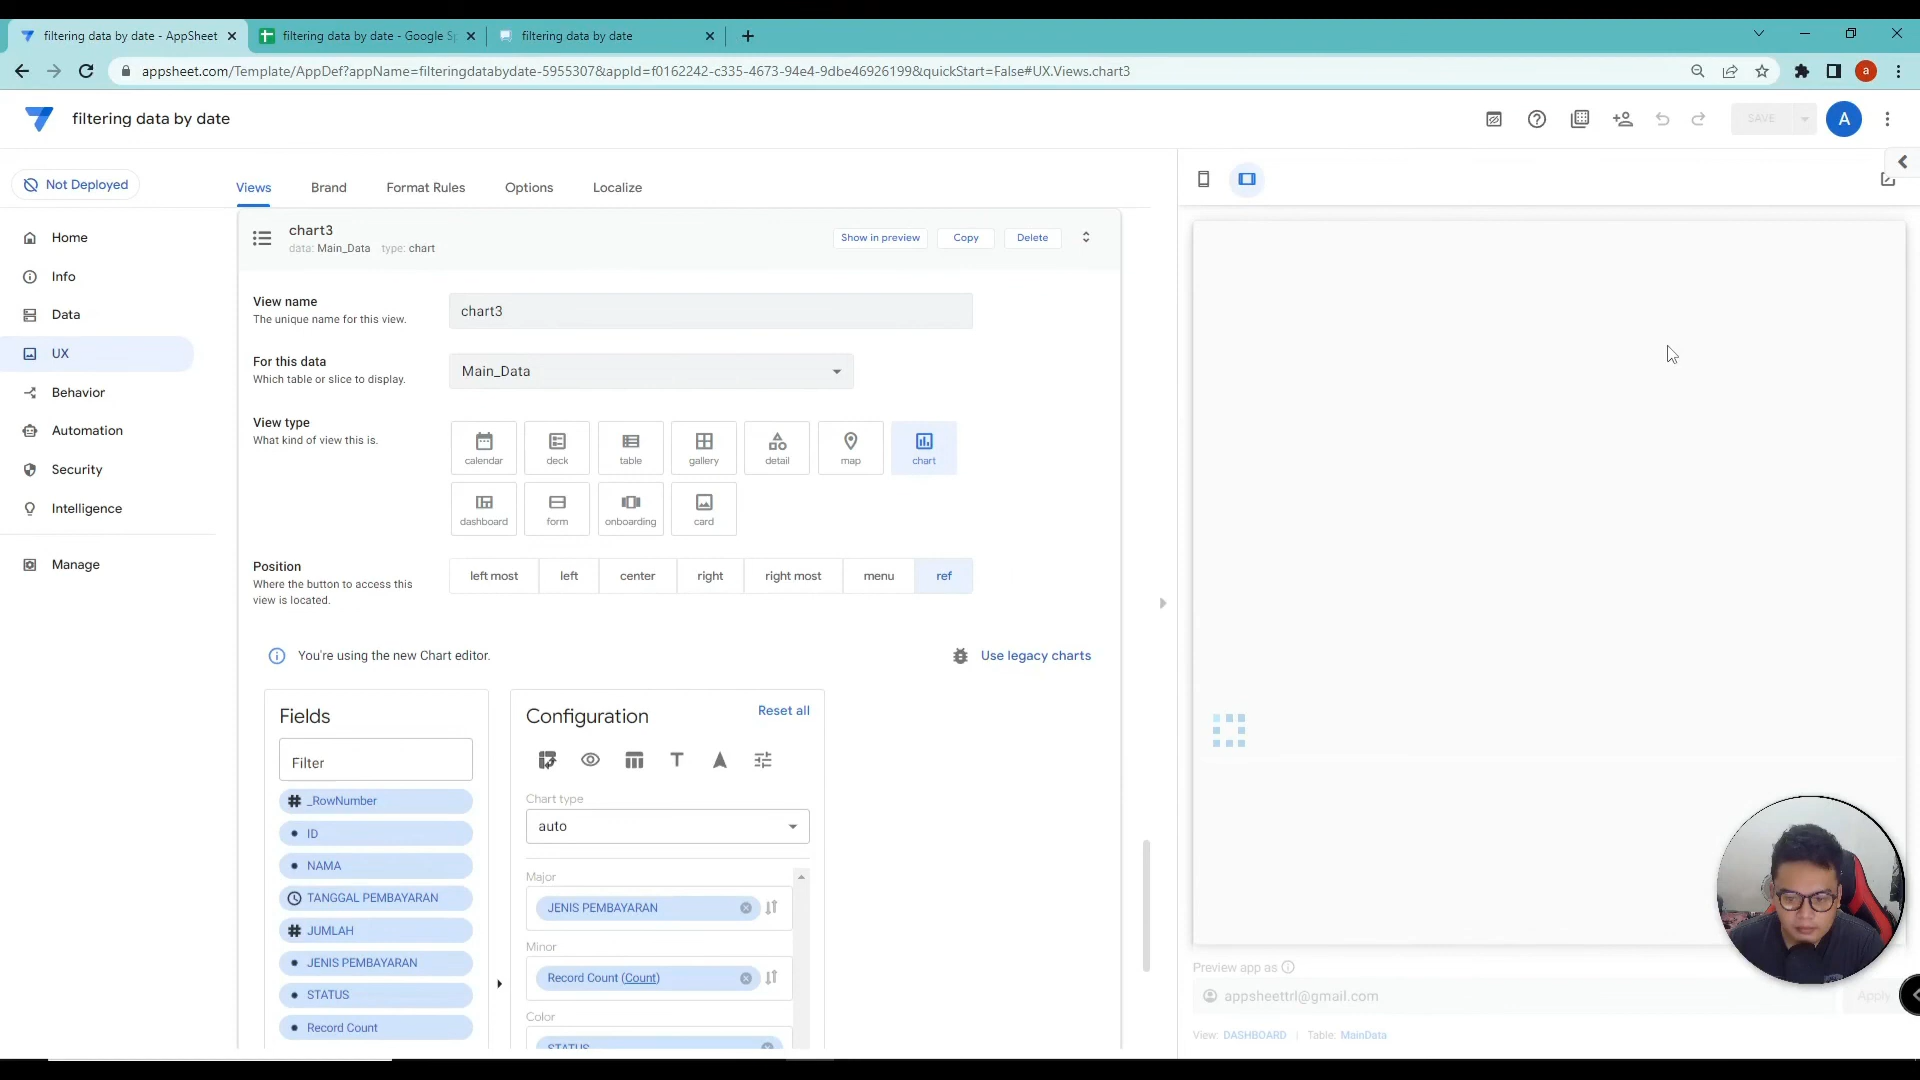 filtering data by date - AppSheet
filtering data by date - Google Sp
filtering data by date
appsheet.com/Template/AppDef?appName=filteringdatabydate-5955307&appId=f0162242-c335-4673-94e4-9dbe46926199&quickStart=False#UX.Views.chart3
a
filtering data by date
SAVE
A
Not Deployed
Views
Brand
Format Rules
Options
Localize
Home
Info
Data
UX
Behavior
Automation
Security
Intelligence
Manage
chart3
data: Main_Data type: chart
Show in preview
Copy
Delete
View name
The unique name for this view.
chart3
For this data
Which table or slice to display.
Main_Data
View type
What kind of view this is.
calendar
deck
table
gallery
detail
map
chart
dashboard
form
onboarding
card
Position
Where the button to access this
view is located.
left most
left
center
right
right most
menu
ref
You're using the new Chart editor.
Use legacy charts
Fields
Filter
_RowNumber
ID
NAMA
TANGGAL PEMBAYARAN
JUMLAH
JENIS PEMBAYARAN
STATUS
Record Count
Configuration
Reset all
Chart type
auto
Major
JENIS PEMBAYARAN
Minor
Record Count (Count)
Color
STATUS
Preview app as
appsheettrl@gmail.com
Apply
View: DASHBOARD | Table: MainData